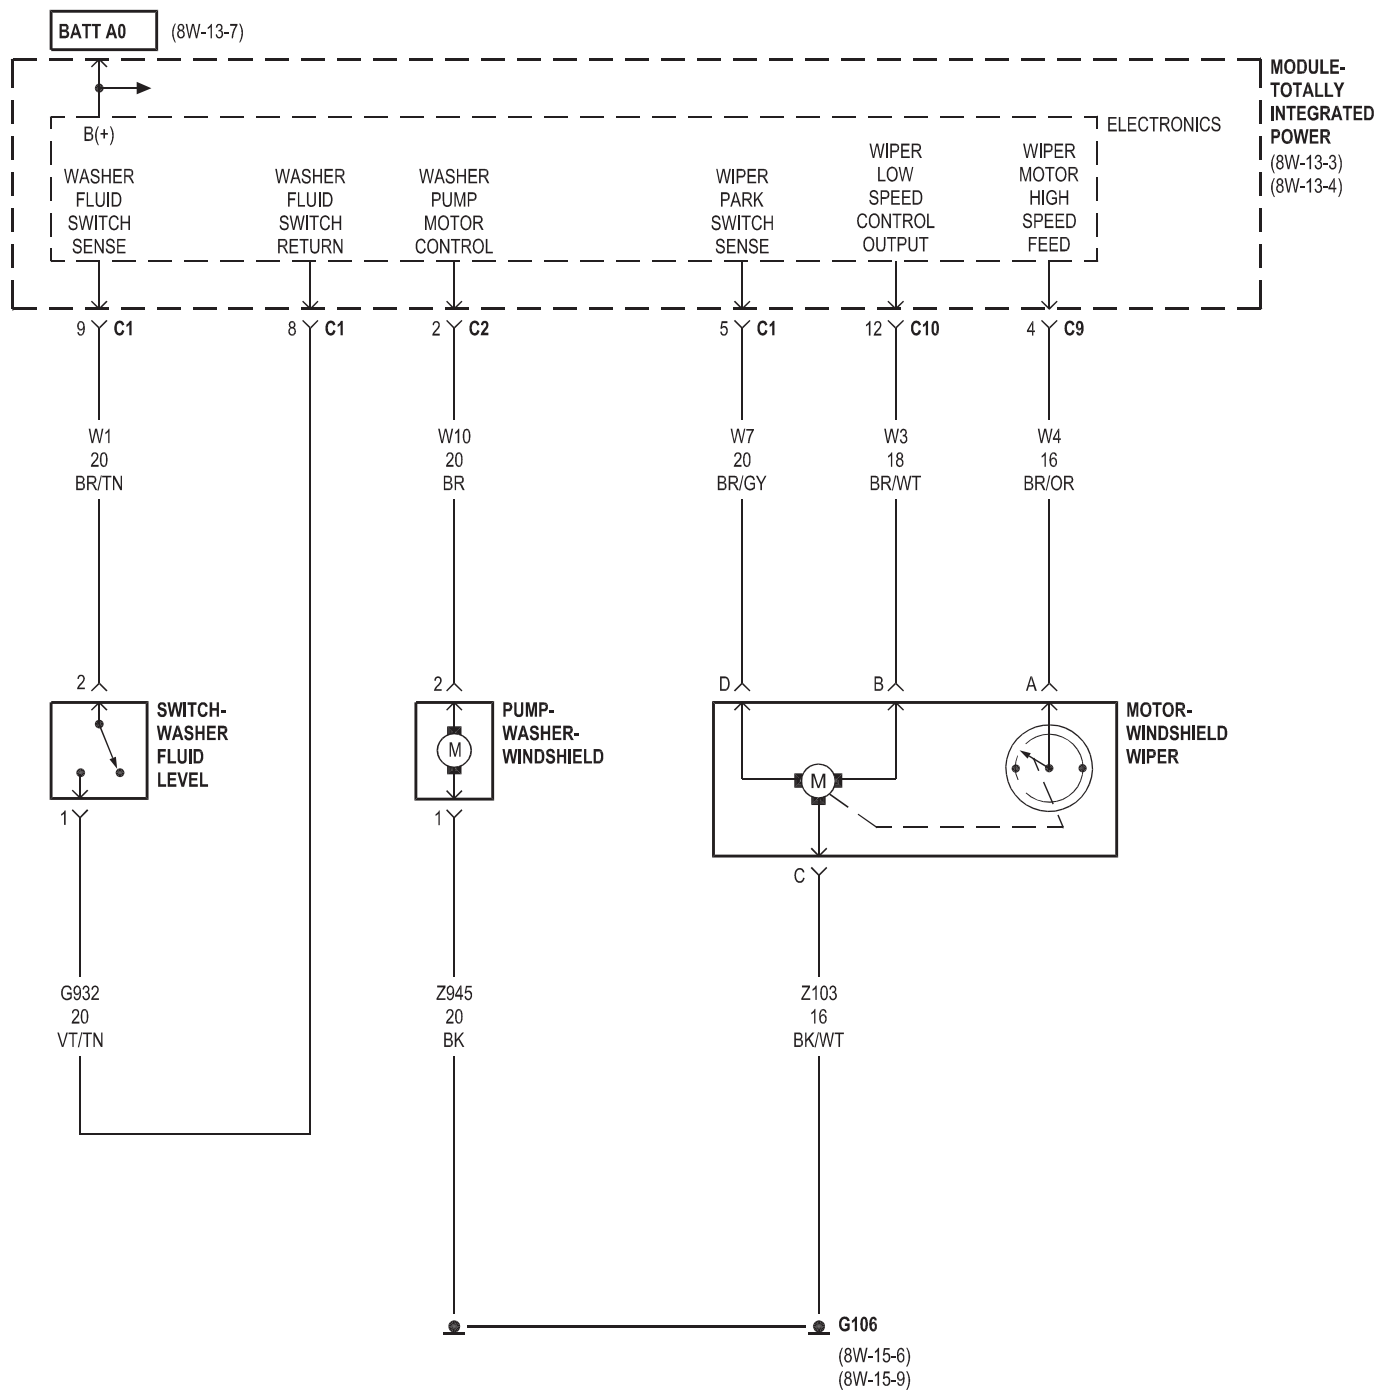 BATT A0 (8W-13-7)
MODULE-
TOTALLY
INTEGRATED
POWER
(8W-13-3)
(8W-13-4)
ELECTRONICS
B(+)
WASHER
FLUID
SWITCH
SENSE
WASHER
FLUID
SWITCH
RETURN
WASHER
PUMP
MOTOR
CONTROL
WIPER
PARK
SWITCH
SENSE
WIPER
LOW
SPEED
CONTROL
OUTPUT
WIPER
MOTOR
HIGH
SPEED
FEED
9 C1
8 C1
2 C2
5 C1
12 C10
4 C9
W1
20
BR/TN
W10
20
BR
W7
20
BR/GY
W3
18
BR/WT
W4
16
BR/OR
2
2
D
B
A
SWITCH-
WASHER
FLUID
LEVEL
M
PUMP-
WASHER-
WINDSHIELD
M
MOTOR-
WINDSHIELD
WIPER
1
1
C
G932
20
VT/TN
Z945
20
BK
Z103
16
BK/WT
G106
(8W-15-6)
(8W-15-9)